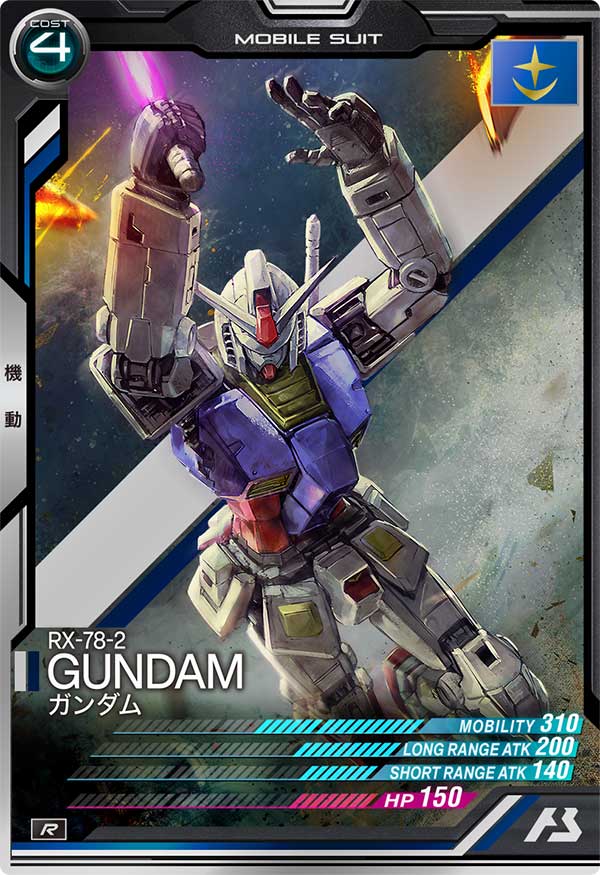 COST
4
MOBILE SUIT
機動
RX-78-2
GUNDAM
ガンダム
MOBILITY 310
LONG RANGE ATK 200
SHORT RANGE ATK 140
HP 150
R